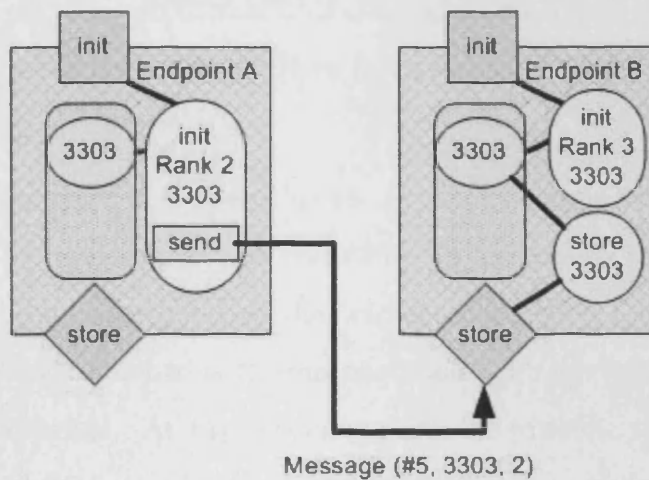 init
Endpoint A
3303
init
Rank 2
3303
send
store
init
Endpoint B
3303
init
Rank 3
3303
store
3303
store
Message (#5, 3303, 2)